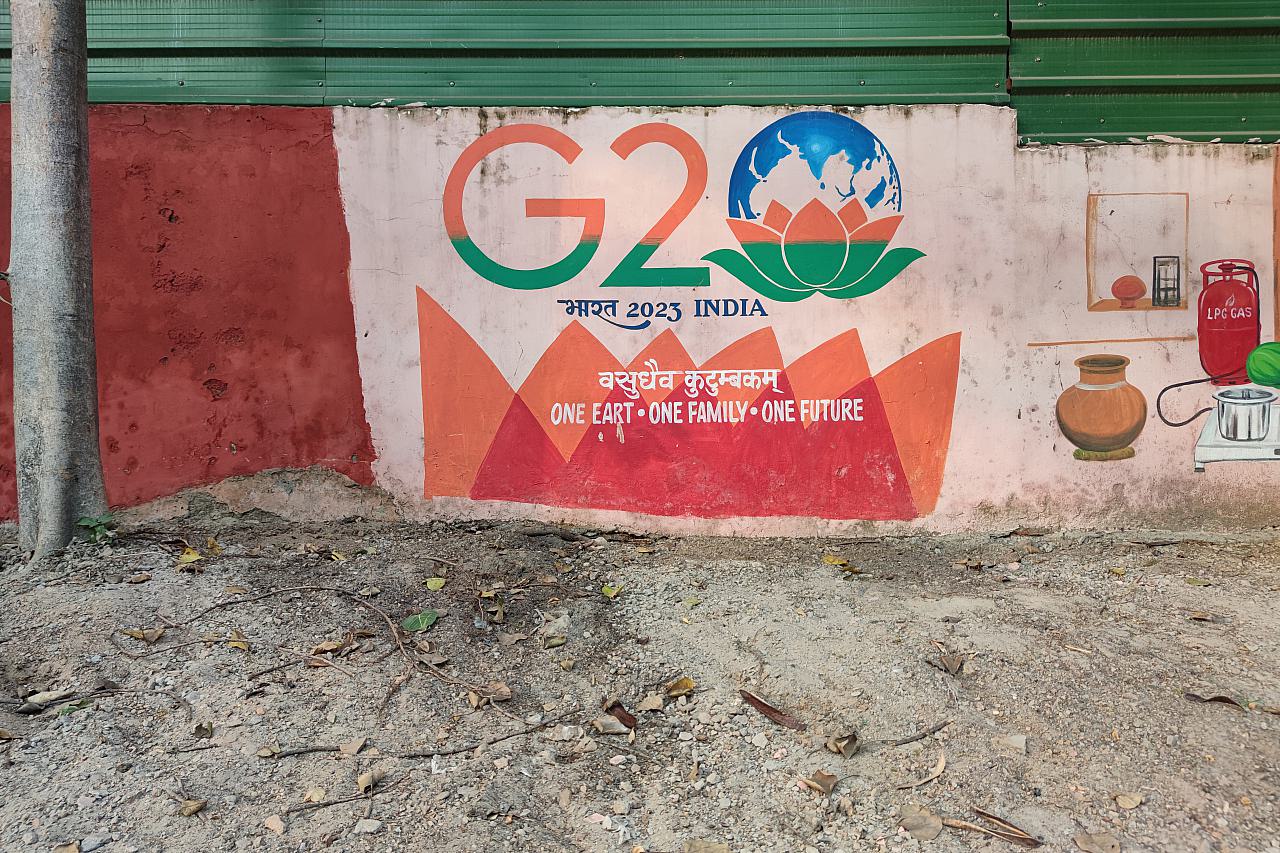 G20
भारत 2023 INDIA
वसुधैव कुटुम्बकम्
ONE EART • ONE FAMILY • ONE FUTURE
LPG GAS